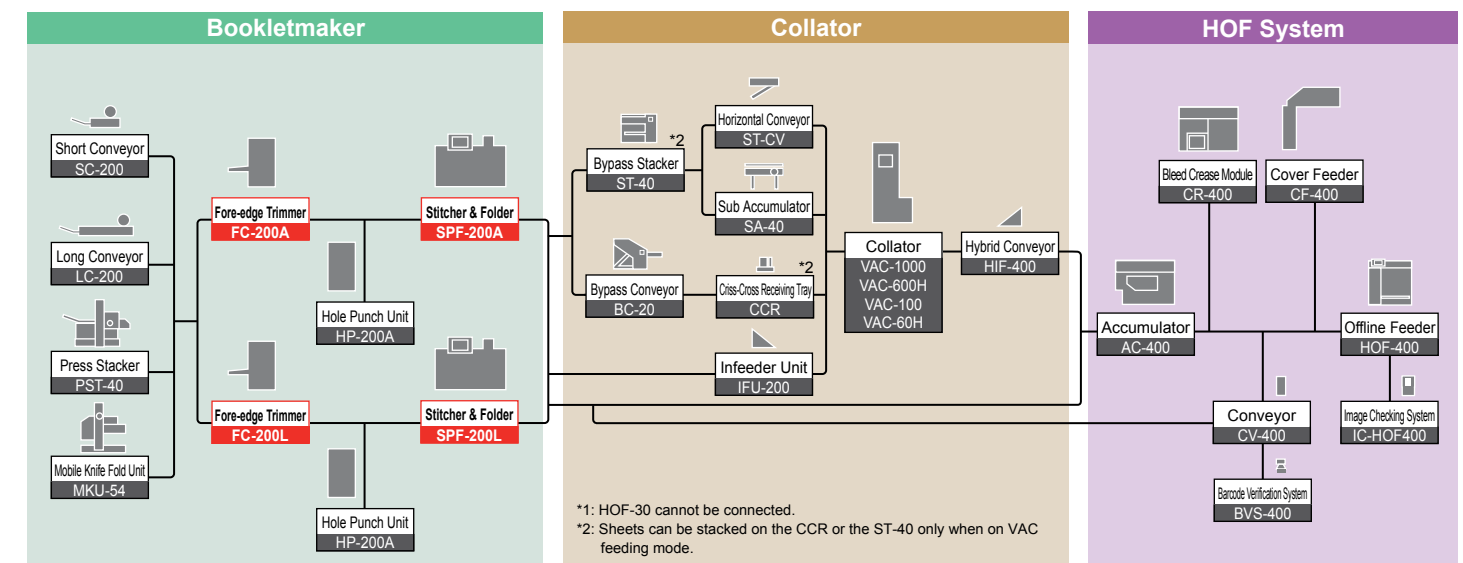 Bookletmaker
Short Conveyor
SC-200
Long Conveyor
LC-200
Press Stacker
PST-40
Mobile Knife Fold Unit
MKU-54
Fore-edge Trimmer
FC-200A
Hole Punch Unit
HP-200A
Stitcher & Folder
SPF-200A
Fore-edge Trimmer
FC-200L
Hole Punch Unit
HP-200A
Stitcher & Folder
SPF-200L
Collator
*2
Bypass Stacker
ST-40
Horizontal Conveyor
ST-CV
Sub Accumulator
SA-40
Bypass Conveyor
BC-20
*2
Criss-Cross Receiving Tray
CCR
Infeeder Unit
IFU-200
Collator
VAC-1000
VAC-600H
VAC-100
VAC-60H
Hybrid Conveyor
HIF-400
*1: HOF-30 cannot be connected.
*2: Sheets can be stacked on the CCR or the ST-40 only when on VAC
feeding mode.
HOF System
Bleed Crease Module
CR-400
Cover Feeder
CF-400
Accumulator
AC-400
Offline Feeder
HOF-400
Conveyor
CV-400
Image Checking System
IC-HOF400
Barcode Verification System
BVS-400